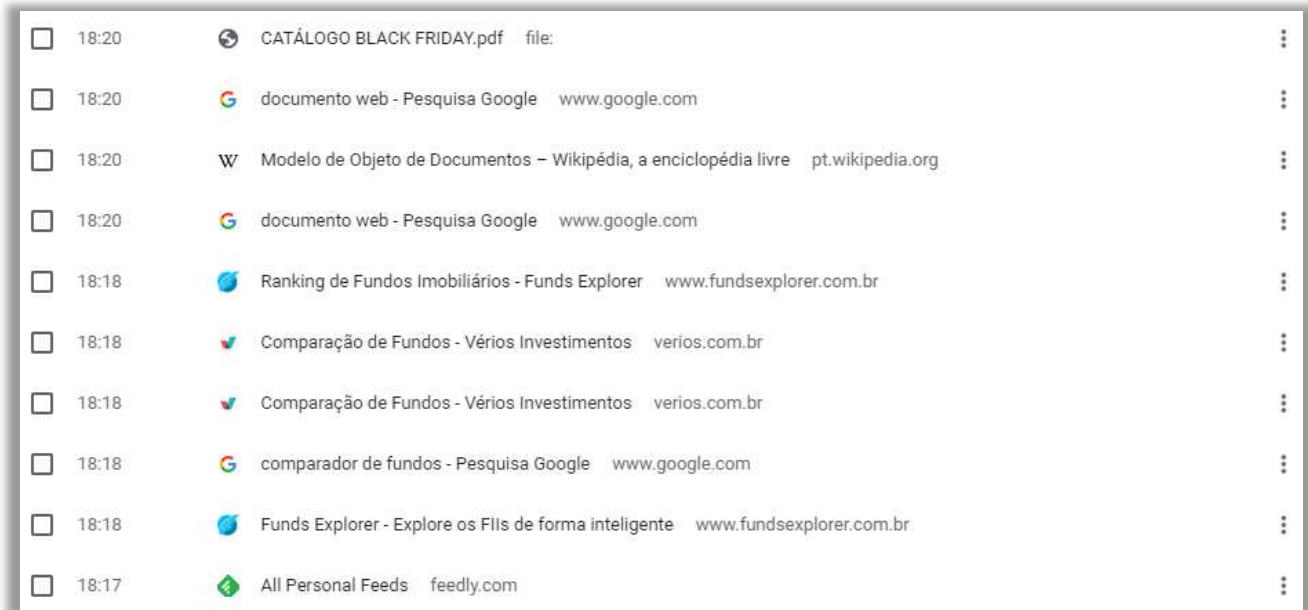 18:20 CATÁLOGO BLACK FRIDAY.pdf file:
18:20 documento web - Pesquisa Google www.google.com
18:20 W Modelo de Objeto de Documentos – Wikipédia, a enciclopédia livre pt.wikipedia.org
18:20 documento web - Pesquisa Google www.google.com
18:18 Ranking de Fundos Imobiliários - Funds Explorer www.fundsexplorer.com.br
18:18 Comparação de Fundos - Vérios Investimentos verios.com.br
18:18 Comparação de Fundos - Vérios Investimentos verios.com.br
18:18 comparador de fundos - Pesquisa Google www.google.com
18:18 Funds Explorer - Explore os FIIs de forma inteligente www.fundsexplorer.com.br
18:17 All Personal Feeds feedly.com